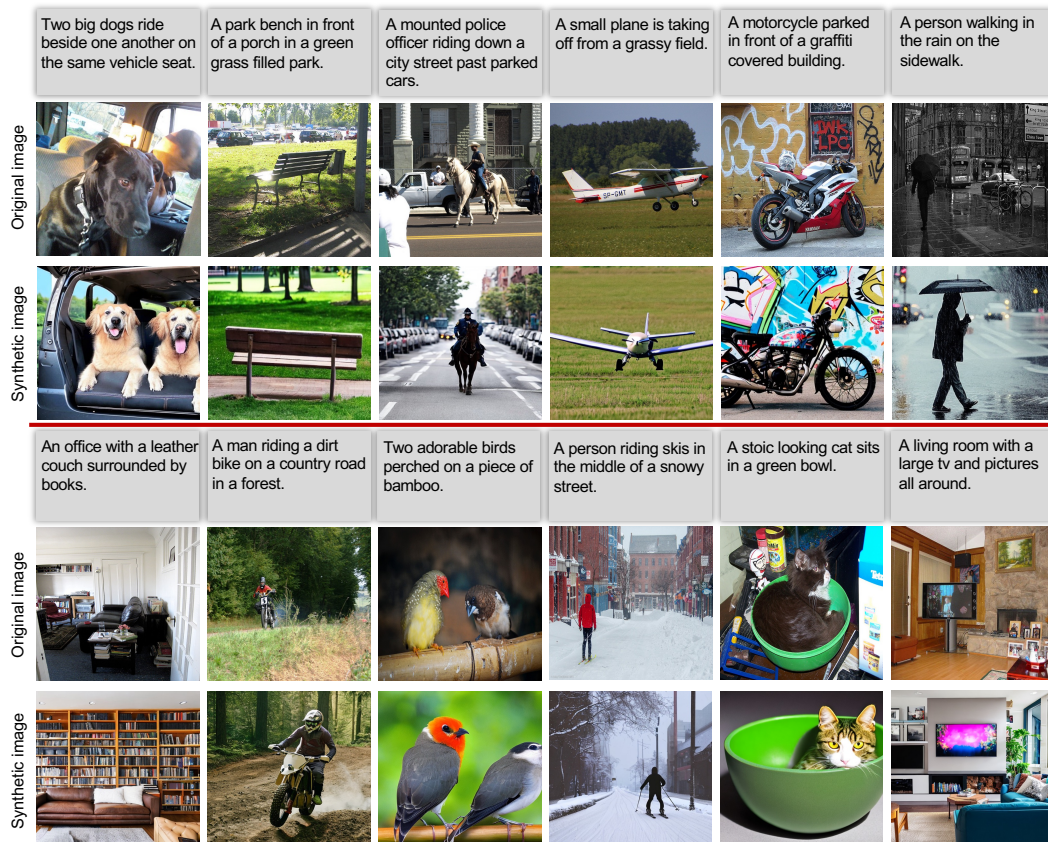 Two big dogs ride
beside one another on
the same vehicle seat.
A park bench in front
of a porch in a green
grass filled park.
A mounted police
officer riding down a
city street past parked
cars.
A small plane is taking
off from a grassy field.
A motorcycle parked
in front of a graffiti
covered building.
A person walking in
the rain on the
sidewalk.
Original image
SP-GMT
DWK
LPG
Synthetic image
An office with a leather
couch surrounded by
books.
A man riding a dirt
bike on a country road
in a forest.
Two adorable birds
perched on a piece of
bamboo.
A person riding skis in
the middle of a snowy
street.
A stoic looking cat sits
in a green bowl.
A living room with a
large tv and pictures
all around.
Original image
Synthetic image